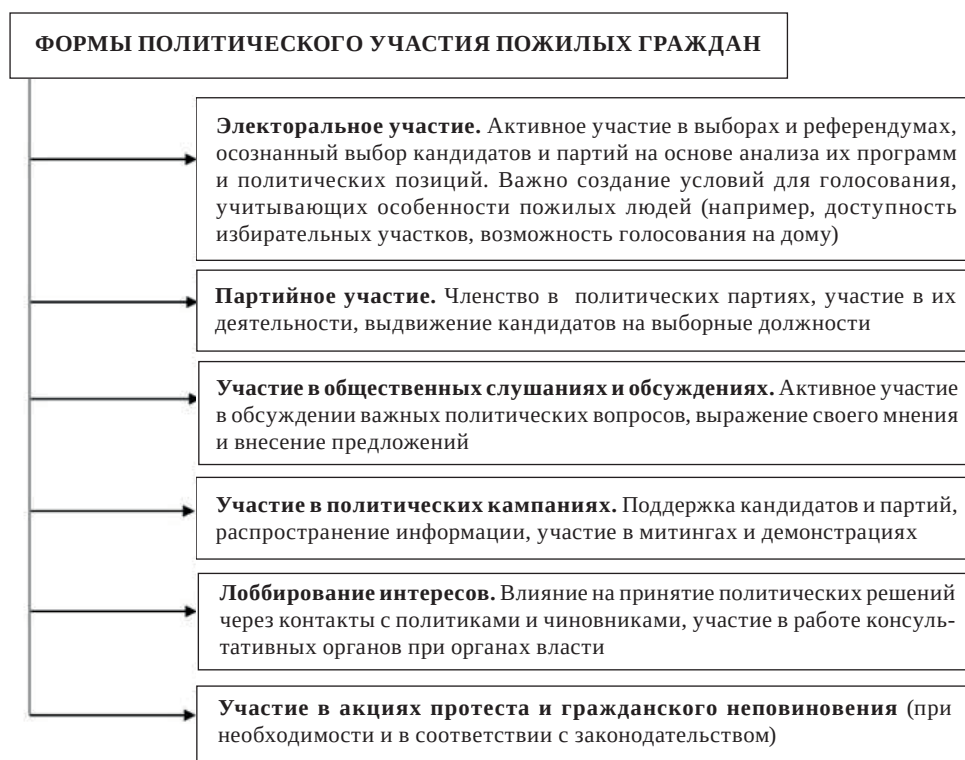 ФОРМЫ ПОЛИТИЧЕСКОГО УЧАСТИЯ ПОЖИЛЫХ ГРАЖДАН
Электоральное участие. Активное участие в выборах и референдумах,
осознанный выбор кандидатов и партий на основе анализа их программ
и политических позиций. Важно создание условий для голосования,
учитывающих особенности пожилых людей (например, доступность
избирательных участков, возможность голосования на дому)
Партийное участие. Членство в политических партиях, участие в их
деятельности, выдвижение кандидатов на выборные должности
Участие в общественных слушаниях и обсуждениях. Активное участие
в обсуждении важных политических вопросов, выражение своего мнения
и внесение предложений
Участие в политических кампаниях. Поддержка кандидатов и партий,
распространение информации, участие в митингах и демонстрациях
Лоббирование интересов. Влияние на принятие политических решений
через контакты с политиками и чиновниками, участие в работе консуль-
тативных органов при органах власти
Участие в акциях протеста и гражданского неповиновения (при
необходимости и в соответствии с законодательством)